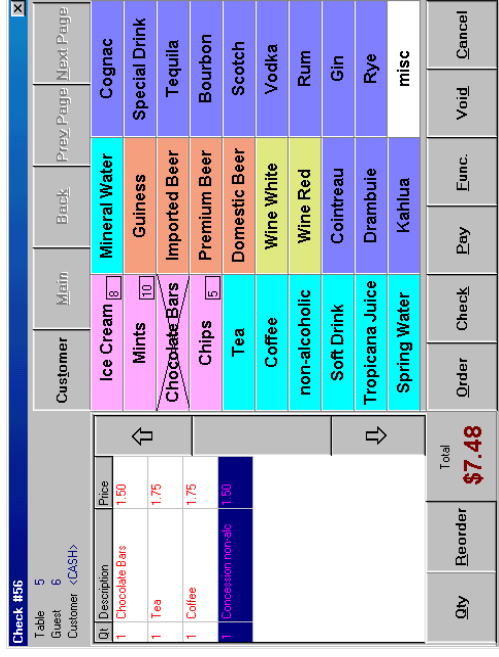 Check #56
Table 5
Guest 6
Customer <CASH>
Customer Main Back Prev Page Next Page
Qt Description Price
1 Chocolate Bars 1.50
1 Tea 1.75
1 Coffee 1.75
1 Concession non-alc 1.50
Ice Cream 8 Mineral Water Cognac
Mints 10 Guiness Special Drink
Chocolate Bars Imported Beer Tequila
Chips 5 Premium Beer Bourbon
Tea Domestic Beer Scotch
Coffee Wine White Vodka
non-alcoholic Wine Red Rum
Soft Drink Cointreau Gin
Tropicana Juice Drambuie Rye
Spring Water Kahlua misc
Qty Reorder Total $7.48 Order Check Pay Func. Void Cancel